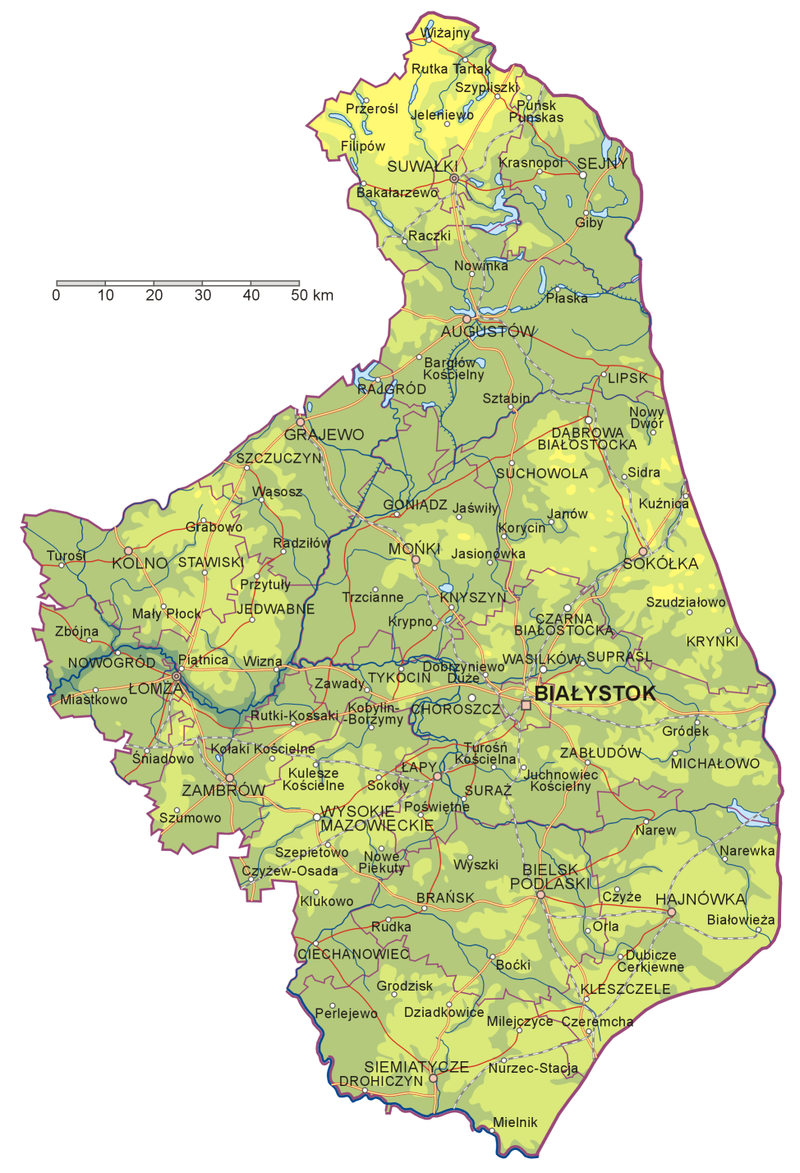 Wiżajny
Rutka Tartak
Szypliszki
Puńsk
Punskas
Przerośl
Jeleniewo
Filipów
SUWAŁKI
Krasnopol
SEJNY
Bakałarzewo
Giby
Raczki
Nowinka
0 10 20 30 40 50 km
Płaska
AUGUSTÓW
Bargłów
Kościelny
RAJGRÓD
LIPSK
Sztabin
Nowy
Dwór
GRAJEWO
DĄBROWA
BIAŁOSTOCKA
SZCZUCZYN
SUCHOWOLA
Sidra
Wąsosz
Kuźnica
GONIĄDZ
Jaświły
Janów
Grabowo
Korycin
Radziłów
Turośl
KOLNO
STAWISKI
MOŃKI
Jasionówka
SOKÓŁKA
Przytuły
Trzcianne
KNYSZYN
Szudziałowo
Mały Płock
JEDWABNE
Krypno
CZARNA
BIAŁOSTOCKA
Zbójna
KRYNKI
NOWOGRÓD
Piątnica
Wizna
Dobrzyniewo
Duże
WASILKÓW
SUPRAŚL
TYKOCIN
ŁOMŻA
Zawady
Miastkowo
BIAŁYSTOK
Kobylin-
Borzymy
CHOROSZCZ
Rutki-Kossaki
Gródek
Kołaki Kościelne
Turośń
Kościelna
ZABŁUDÓW
Śniadowo
MICHAŁOWO
ŁAPY
Kulesze
Kościelne
Juchnowiec
Kościelny
Sokoły
ZAMBRÓW
SURAŻ
Poświętne
Szumowo
WYSOKIE
MAZOWIECKIE
Narew
Szepietowo
Nowe
Piekuty
Narewka
Wyszki
Czyżew-Osada
BIELSK
PODLASKI
Klukowo
BRAŃSK
Czyże
HAJNÓWKA
Rudka
Orla
Białowieża
CIECHANOWIEC
Dubicze
Cerkiewne
Boćki
Grodzisk
KLESZCZELE
Perlejewo
Dziadkowice
Milejczyce
Czeremcha
SIEMIATYCZE
Nurzec-Stacja
DROHICZYN
Mielnik